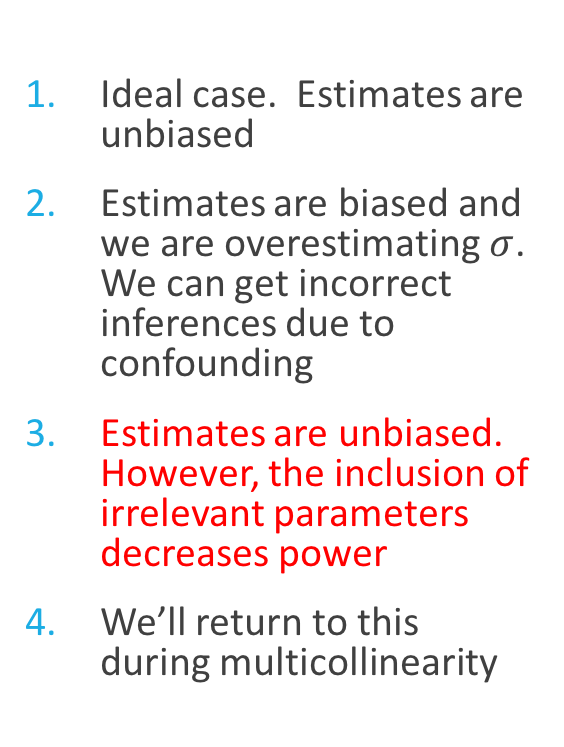 1. Ideal case.  Estimates are
unbiased
2. Estimates are biased and
we are overestimating σ.
We can get incorrect
inferences due to
confounding
3. Estimates are unbiased.
However, the inclusion of
irrelevant parameters
decreases power
4. We’ll return to this
during multicollinearity